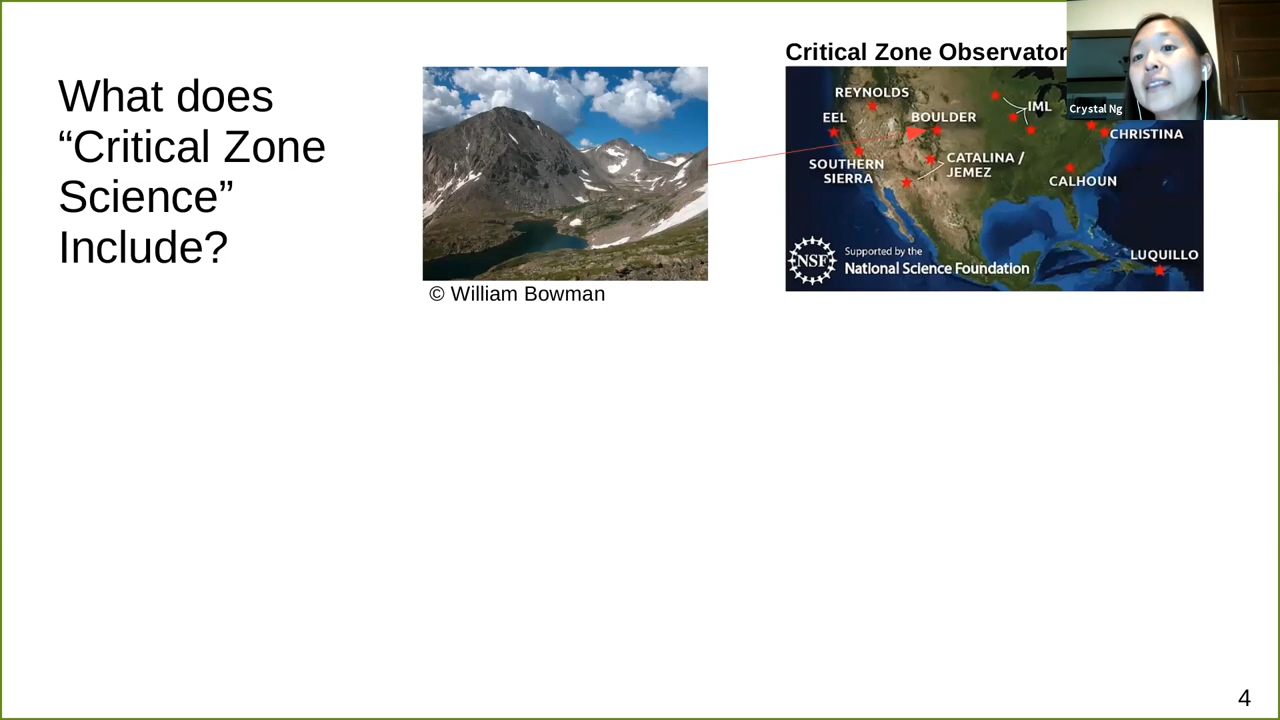 What does
“Critical Zone
Science”
Include?
© William Bowman
Critical Zone Observator
Crystal Ng
REYNOLDS
IML
EEL
BOULDER
CHRISTINA
SOUTHERN
SIERRA
CATALINA /
JEMEZ
CALHOUN
LUQUILLO
NSF
Supported by the
National Science Foundation
4